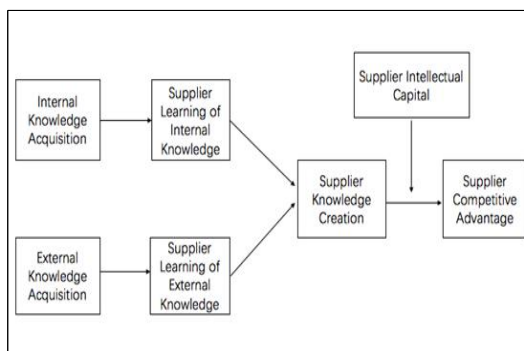 Supplier Intellectual
Capital
Internal
Knowledge
Acquisition
Supplier
Learning of
Internal
Knowledge
Supplier
Knowledge
Creation
Supplier
Competitive
Advantage
External
Knowledge
Acquisition
Supplier
Learning of
External
Knowledge